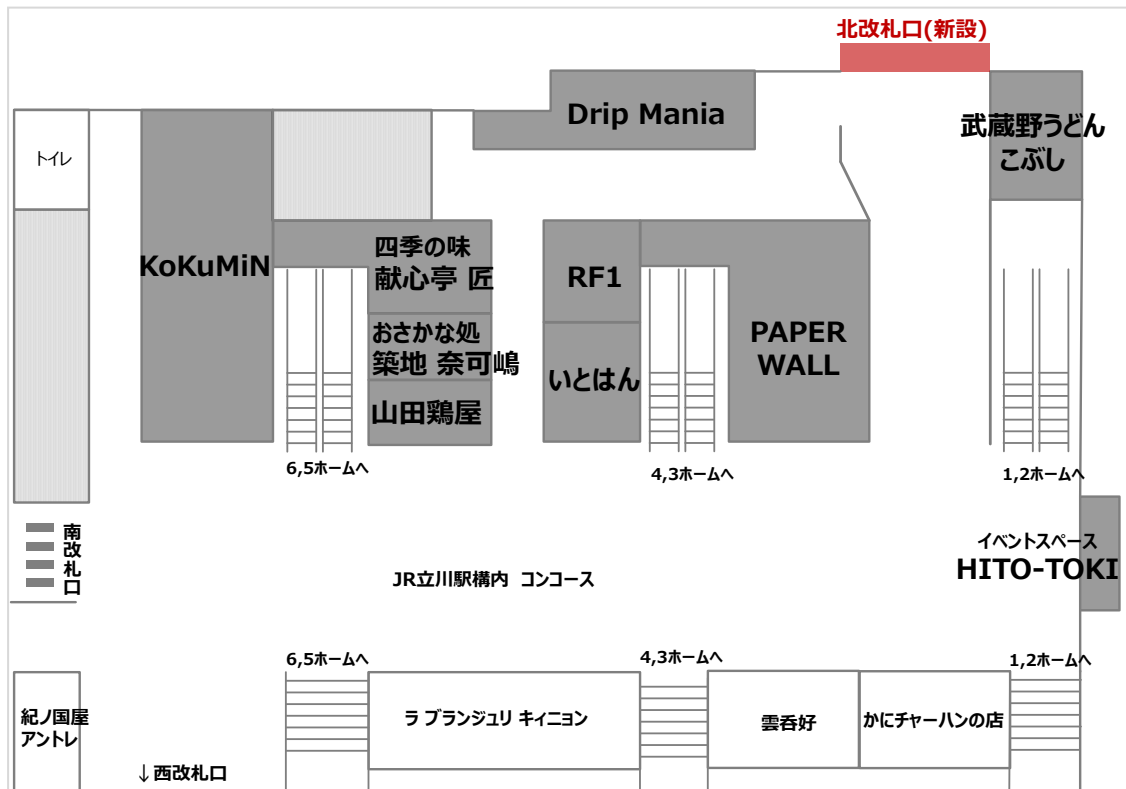 北改札口(新設)
Drip Mania
武蔵野うどん
こぶし
トイレ
KoKuMiN
四季の味
献心亭 匠
RF1
おさかな処
築地 奈可嶋
PAPER
WALL
いとはん
山田鶏屋
6,5ホームへ
4,3ホームへ
1,2ホームへ
南改札口
イベントスペース
HITO-TOKI
JR立川駅構内 コンコース
6,5ホームへ
4,3ホームへ
1,2ホームへ
紀ノ国屋
アントレ
ラ ブランジュリ キィニョン
雲呑好
かにチャーハンの店
↓西改札口